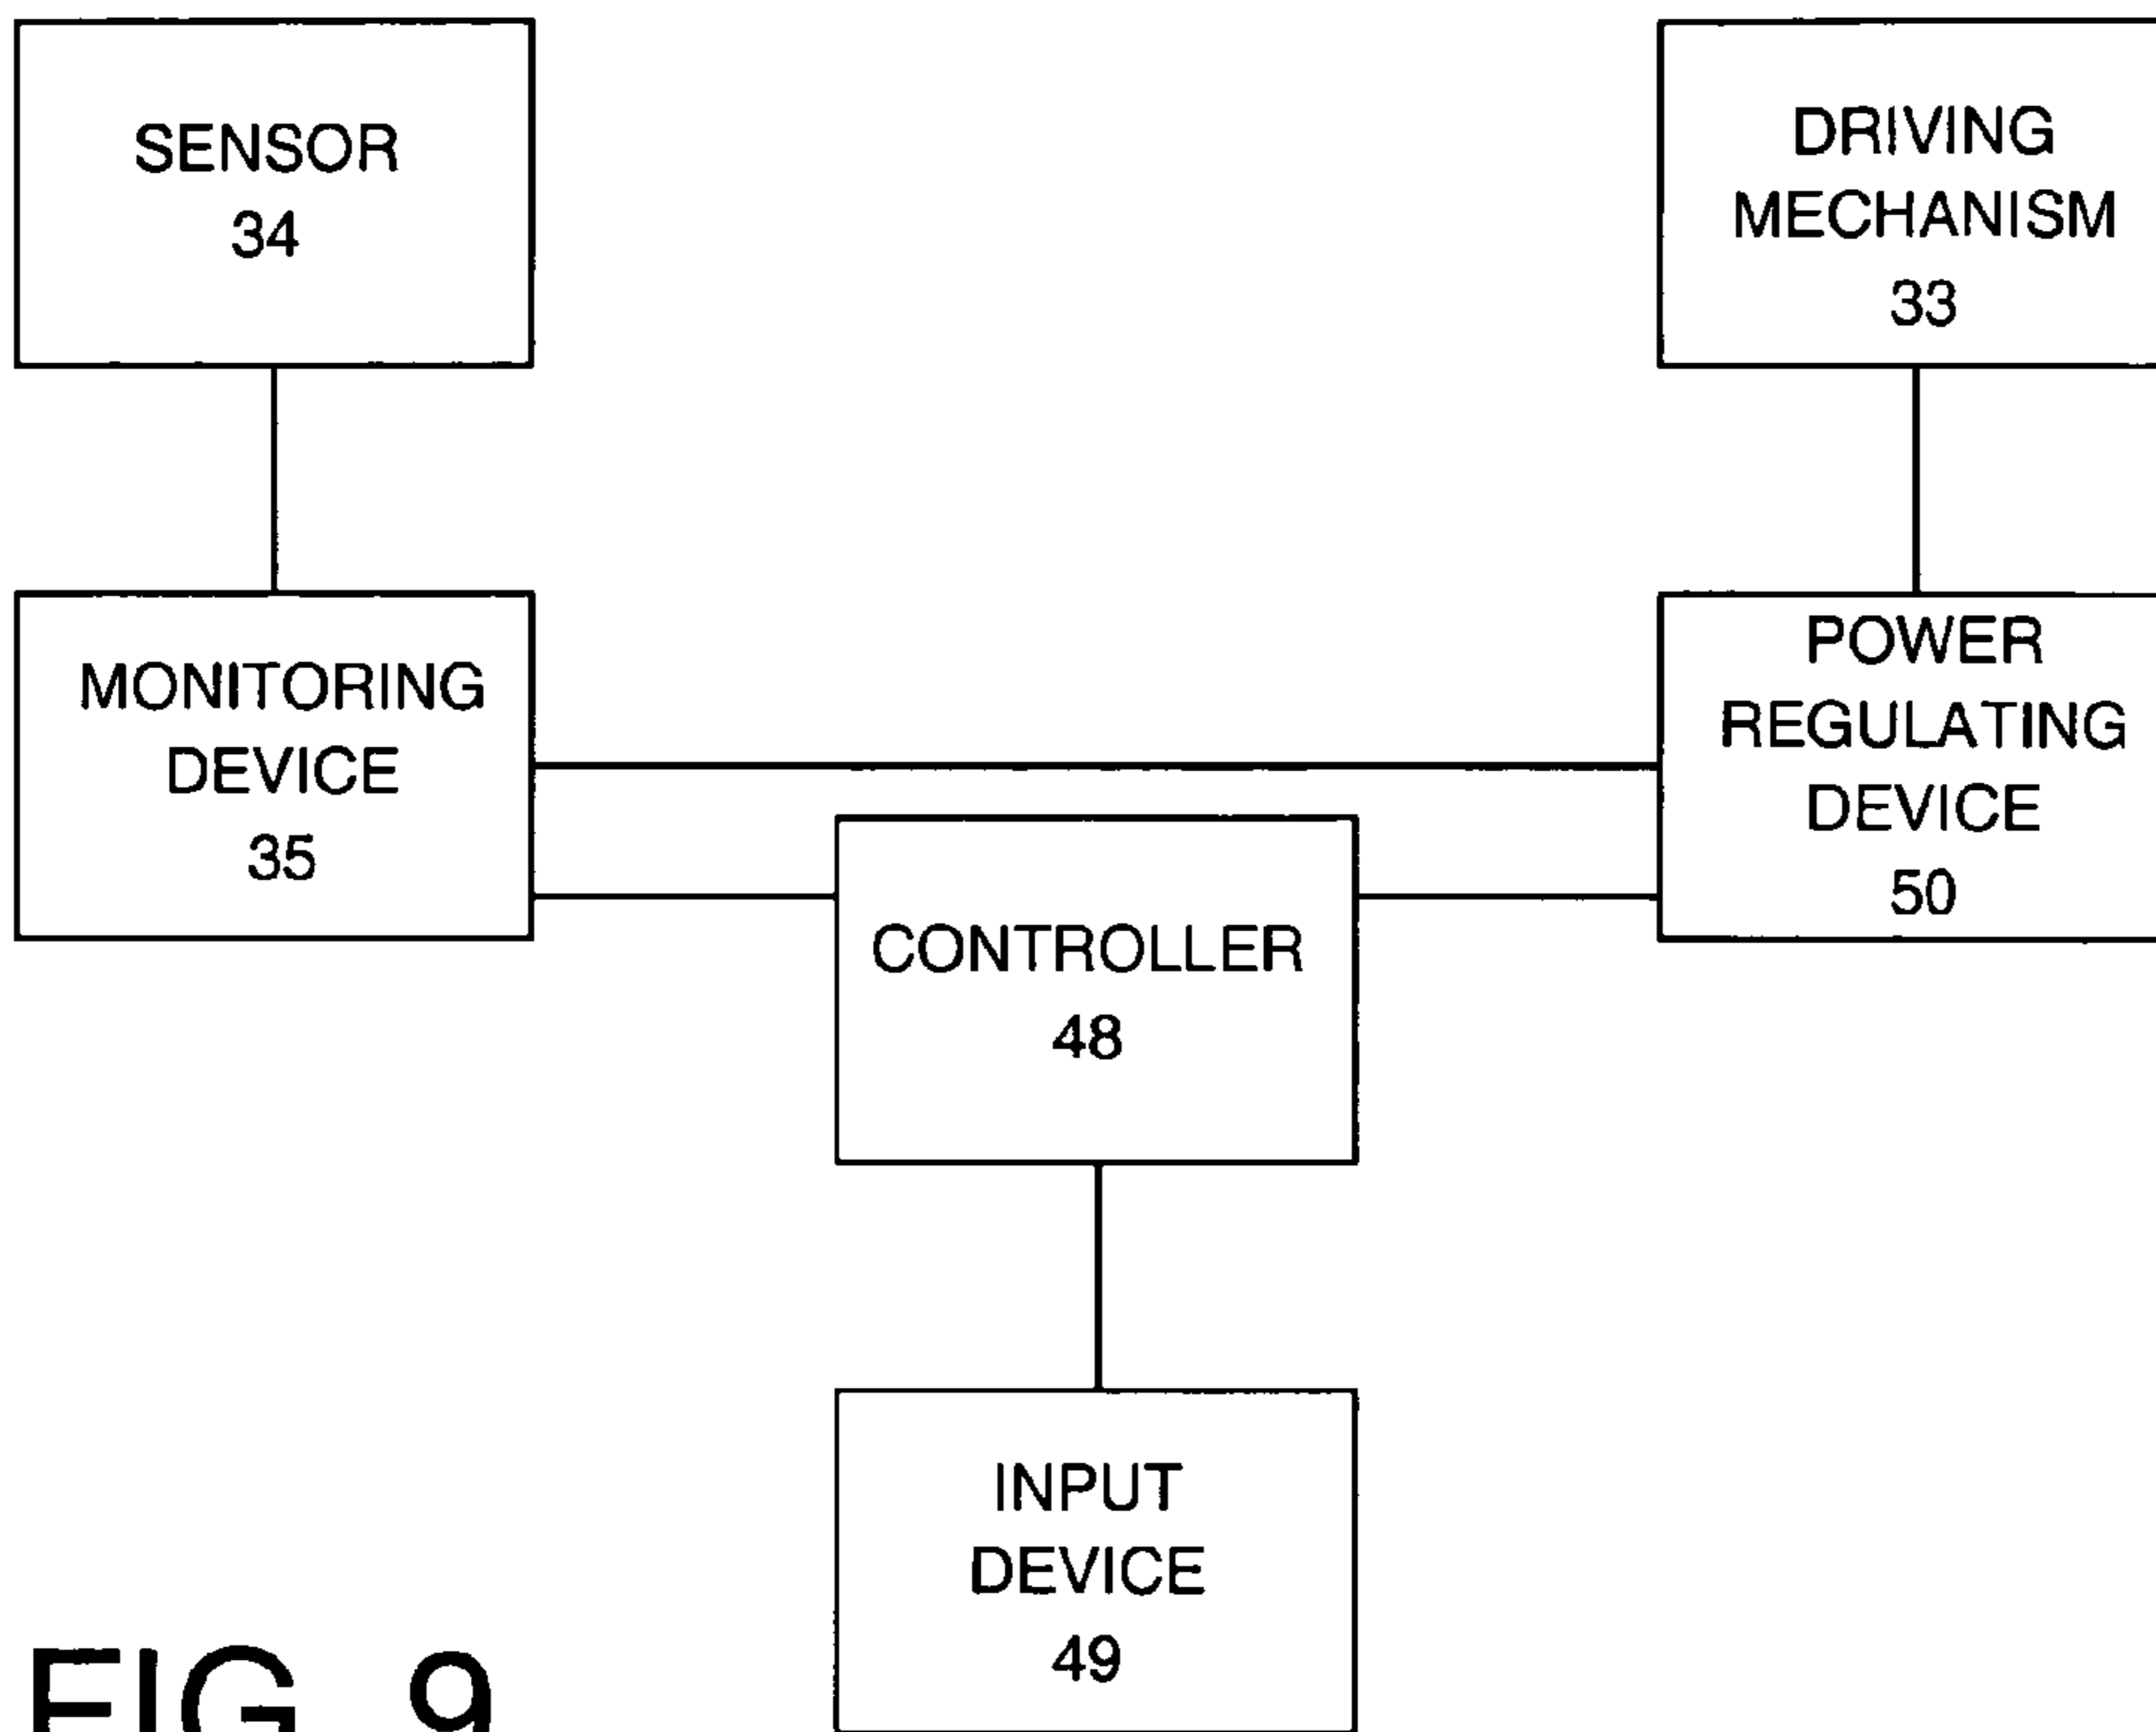 SENSOR
34
DRIVING
MECHANISM
33
MONITORING
DEVICE
35
POWER
REGULATING
DEVICE
50
CONTROLLER
48
INPUT
DEVICE
49
FIG. 9